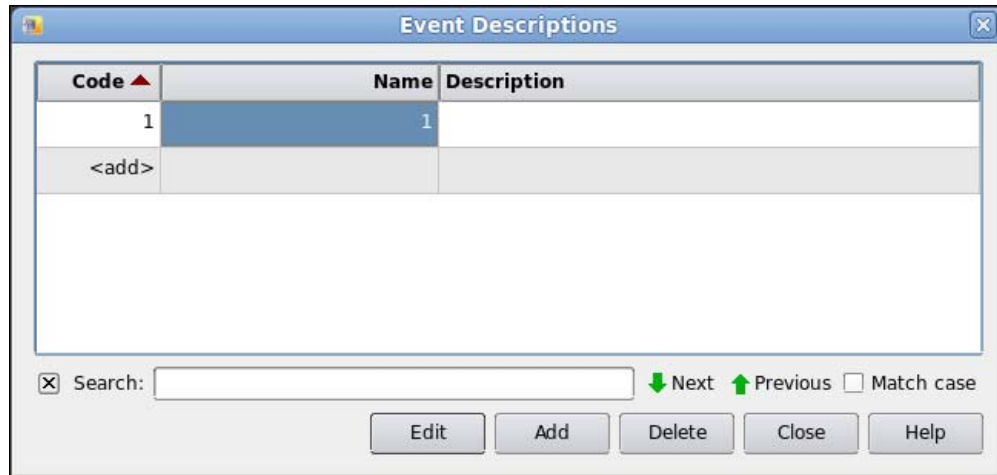 Event Descriptions
Code Name Description
1 1
<add>
Search: Next Previous Match case
Edit Add Delete Close Help